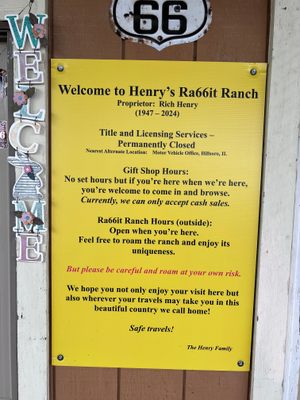 66
WELCOME
Welcome to Henry's Ra66it Ranch
Proprietor: Rich Henry
(1947 – 2024)
Title and Licensing Services –
Permanently Closed
Nearest Alternate Location: Motor Vehicle Office, Hillsoro, IL
Gift Shop Hours:
No set hours but if you're here when we're here,
you're welcome to come in and browse.
Currently, we can only accept cash sales.
Ra66it Ranch Hours (outside):
Open when you're here.
Feel free to roam the ranch and enjoy its
uniqueness.
But please be careful and roam at your own risk.
We hope you not only enjoy your visit here but
also wherever your travels may take you in this
beautiful country we call home!
Safe travels!
The Henry Family